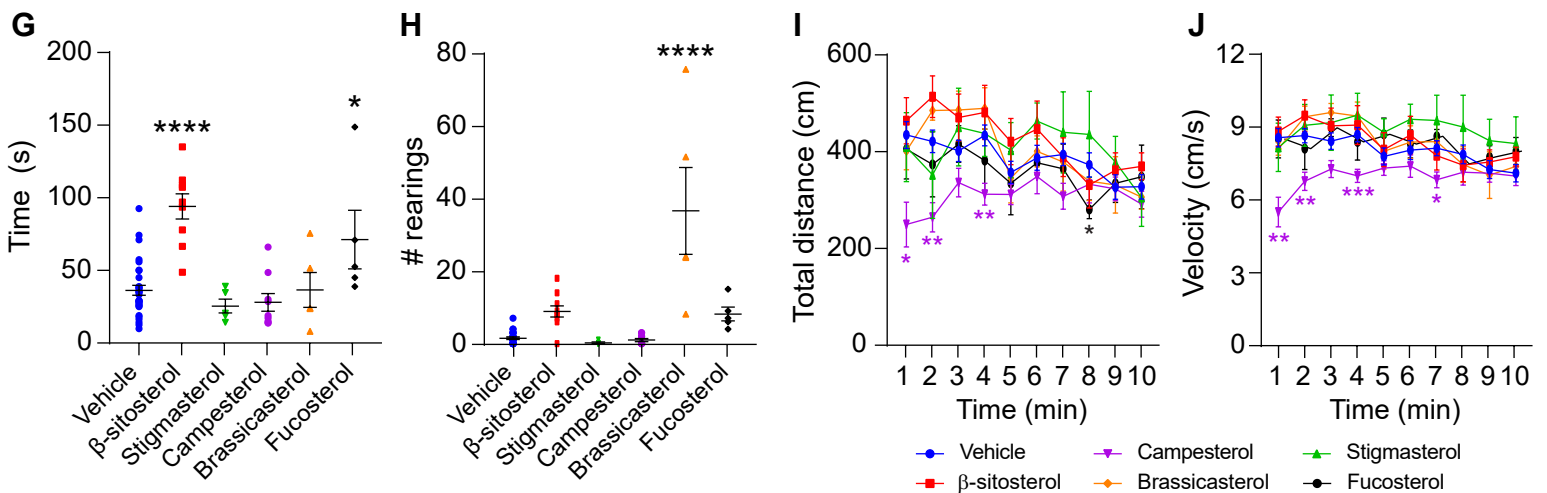 G
Time (s)
200
150
100
50
0
****
*
Vehicle
β-sitosterol
Stigmasterol
Campesterol
Brassicasterol
Fucosterol
H
# rearings
80
60
40
20
0
****
Vehicle
β-sitosterol
Stigmasterol
Campesterol
Brassicasterol
Fucosterol
I
Total distance (cm)
600
400
200
0
*
**
**
*
1 2 3 4 5 6 7 8 9 10
Time (min)
J
Velocity (cm/s)
12
9
6
3
0
**
**
***
*
1 2 3 4 5 6 7 8 9 10
Time (min)
Vehicle Campesterol Stigmasterol
β-sitosterol Brassicasterol Fucosterol